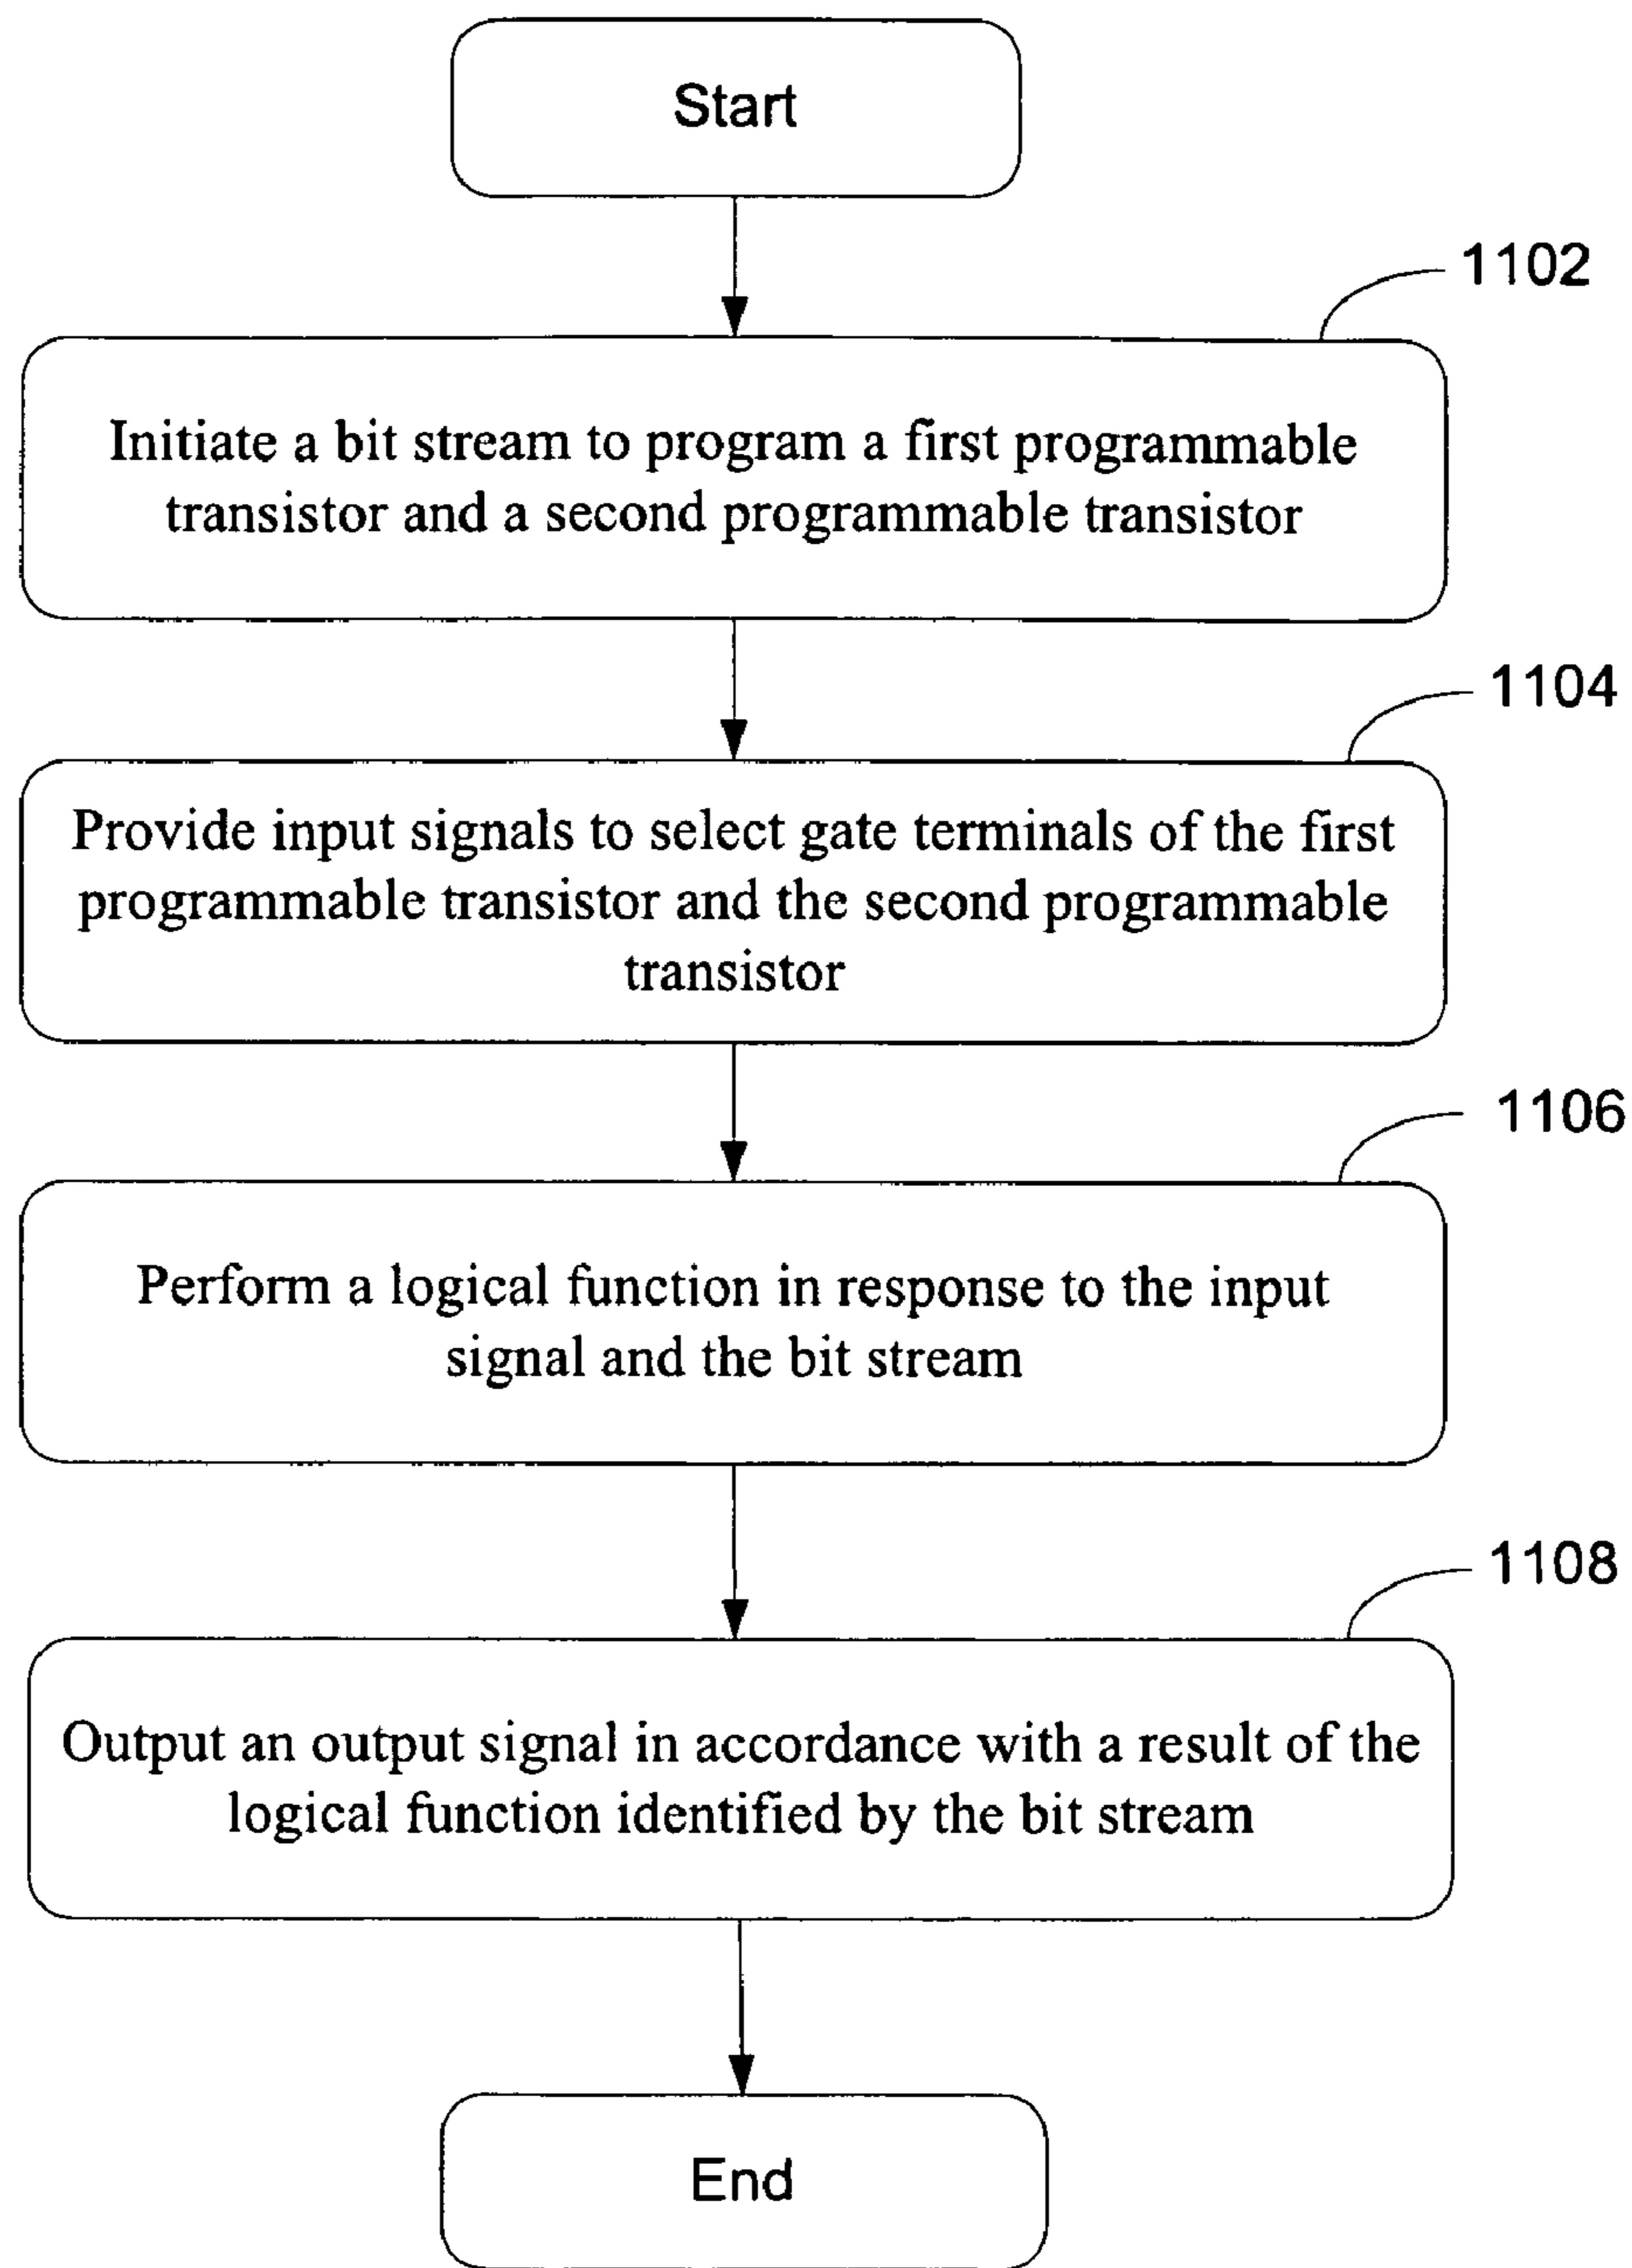 Start
1102
Initiate a bit stream to program a first programmable
transistor and a second programmable transistor
1104
Provide input signals to select gate terminals of the first
programmable transistor and the second programmable
transistor
1106
Perform a logical function in response to the input
signal and the bit stream
1108
Output an output signal in accordance with a result of the
logical function identified by the bit stream
End